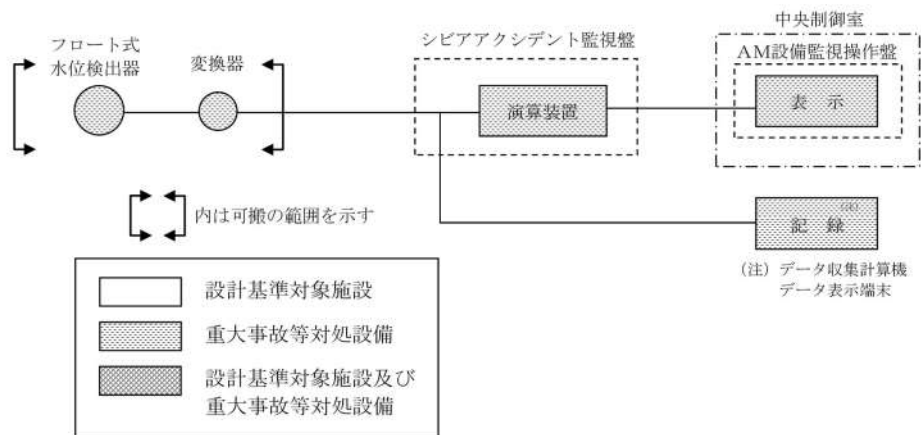 中央制御室
シビアアクシデント監視盤
AM設備監視操作盤
フロート式
水位検出器
変換器
演算装置
表 示
内は可搬の範囲を示す
記 録
(注)
(注) データ収集計算機
データ表示端末
設計基準対象施設
重大事故等対処設備
設計基準対象施設及び
重大事故等対処設備